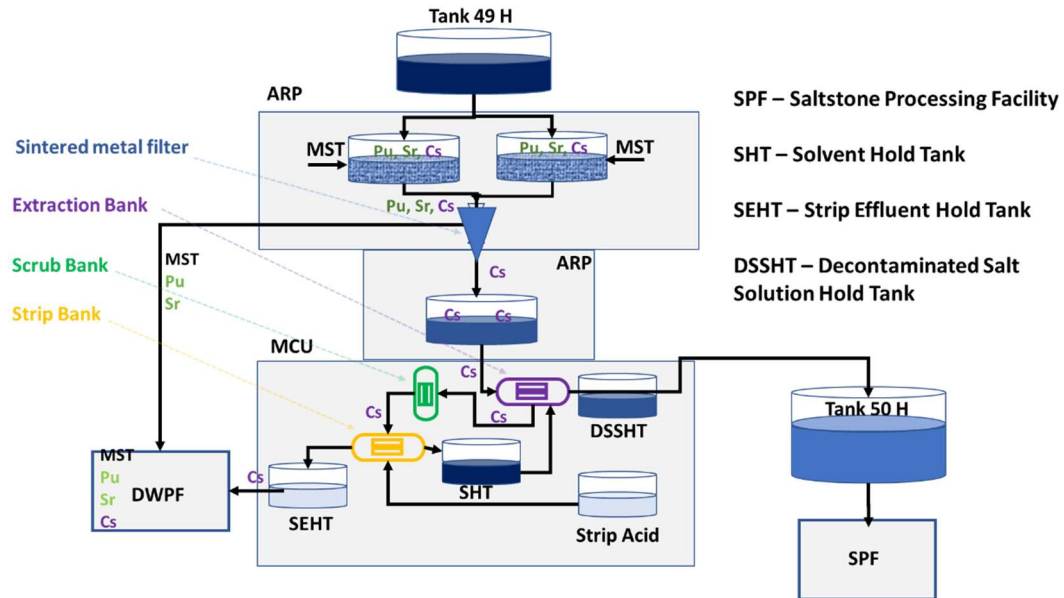 Tank 49 H
ARP
SPF – Saltstone Processing Facility
Sintered metal filter
MST
Pu, Sr, Cs
Pu, Sr, Cs
MST
SHT – Solvent Hold Tank
Extraction Bank
Pu, Sr, Cs
SEHT – Strip Effluent Hold Tank
Scrub Bank
MST
Pu
Sr
Cs
ARP
DSSHT – Decontaminated Salt
Solution Hold Tank
Strip Bank
Cs
Cs
MCU
Cs
Cs
Cs
DSSHT
Tank 50 H
MST
Pu
Sr
Cs
DWPF
Cs
SEHT
SHT
Strip Acid
SPF